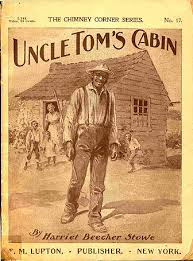 THE CHIMNEY CORNER SERIES. No. 17.
UNCLE TOM'S CABIN
By Harriet Beecher Stowe
M. LUPTON, PUBLISHER, NEW YORK.